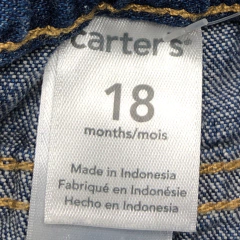 carter's®
18
months/mois
Made in Indonesia
Fabriqué en Indonésie
Hecho en Indonesia